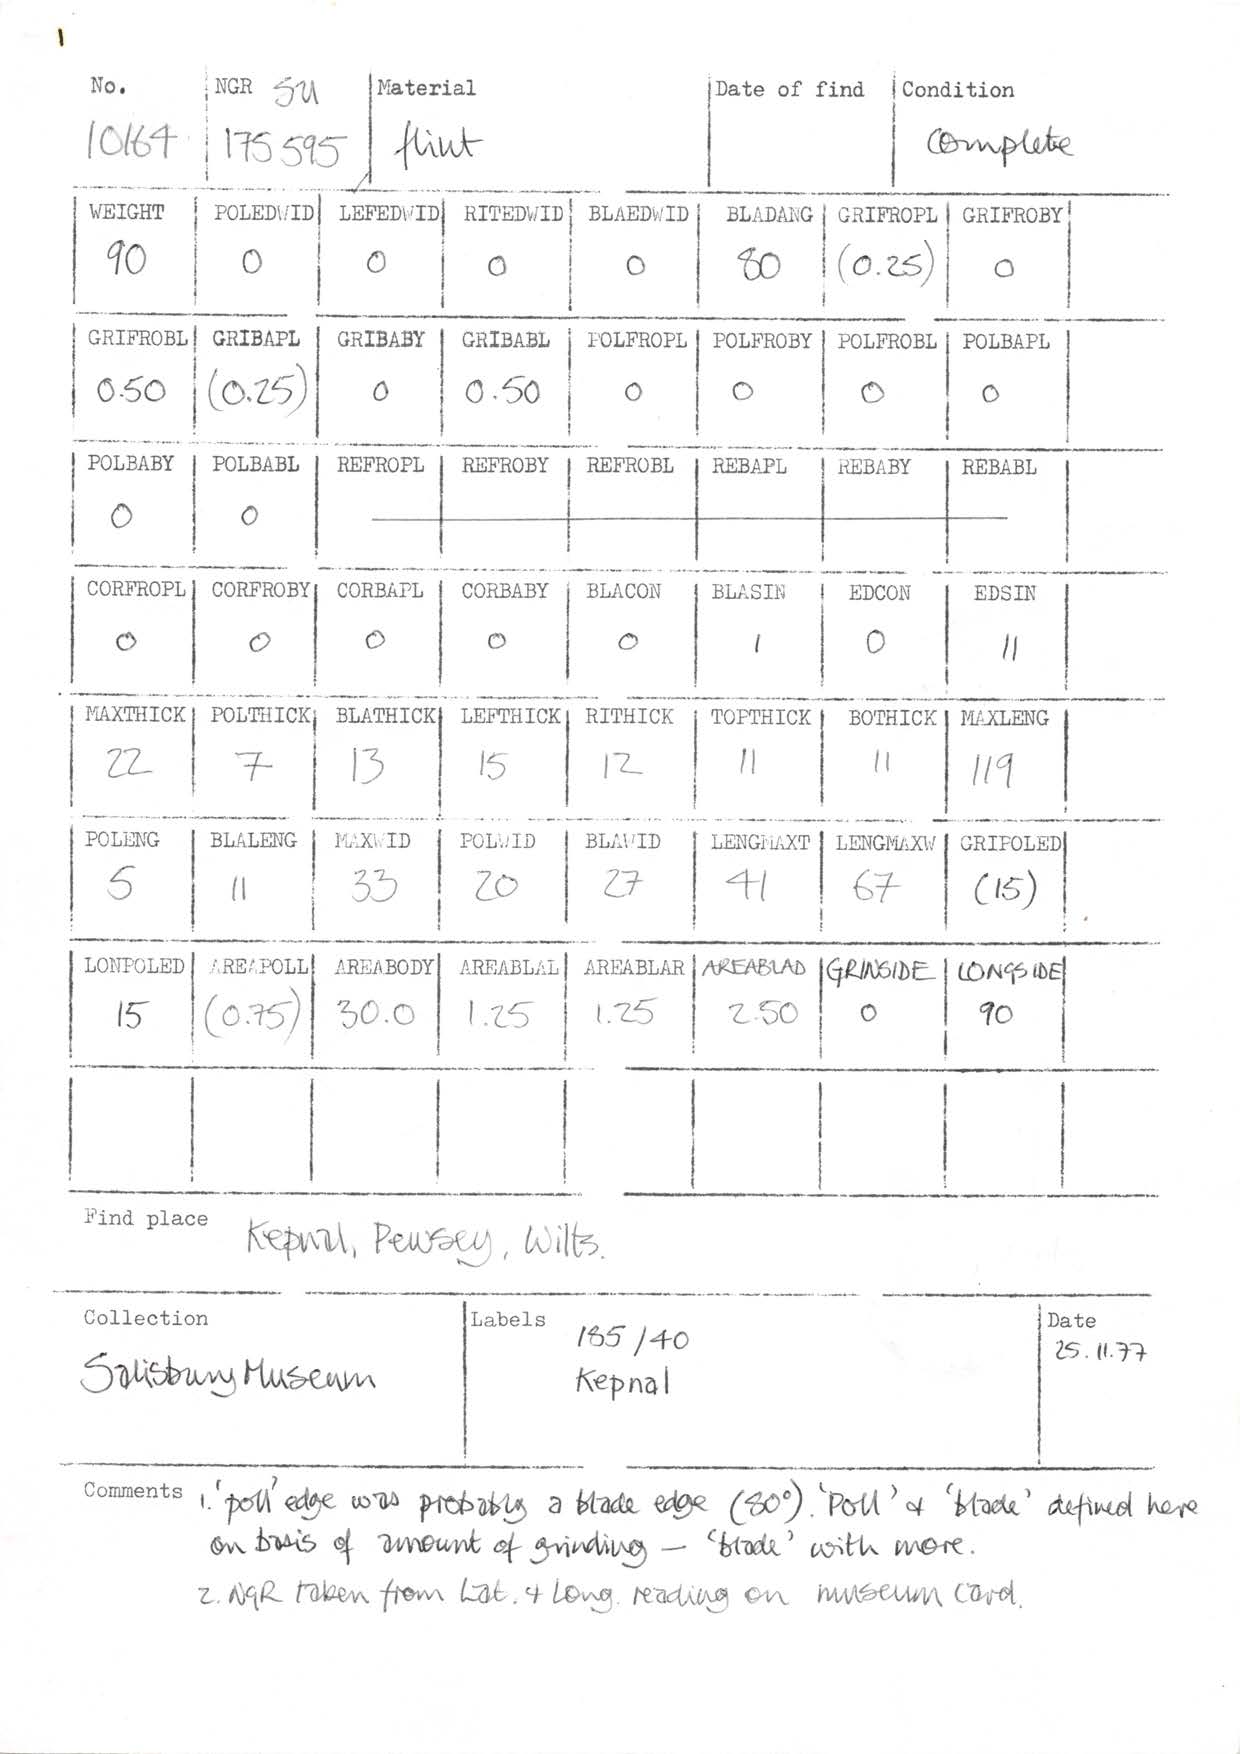 1
No. NGR SU Material Date of find Condition
10164 175 595 flint complete
WEIGHT POLEDWID LEFEDWID RITEDWID BLAEDWID BLADANG GRIFROPL GRIFROBY
90 0 0 0 0 80 (0.25) 0
GRIFROBL GRIBAPL GRIBABY GRIBABL POLFROPL POLFROBY POLFROBL POLBAPL
0.50 (0.25) 0 0.50 0 0 0 0
POLBABY POLBABL REFROPL REFROBY REFROBL REBAPL REBABY REBABL
0 0
CORFROPL CORFROBY CORBAPL CORBABY BLACON BLASIN EDCON EDSIN
0 0 0 0 0 1 0 11
MAXTHICK POLTHICK BLATHICK LEFTHICK RITHICK TOPTHICK BOTHICK MAXLENG
22 7 13 15 12 11 11 119
POLENG BLALENG MAXWID POLWID BLAWID LENGMAXT LENGMAXW GRIPOLED
5 11 33 20 27 41 67 (15)
LONPOLED AREAPOLL AREABODY AREABLAL AREABLAR AREABLAD GRINSIDE LONGSIDE
15 (0.75) 30.0 1.25 1.25 2.50 0 90
Find place Kepnal, Pewsey, Wilts.
Collection Labels Date
185/40 25.11.77
Salisbury Museum Kepnal
Comments 1. 'poll' edge was probably a blade edge (80°). 'Poll' & 'blade' defined here
on basis of amount of grinding – 'blade' with more.
2. NGR taken from Lat. & Long. reading on museum card.